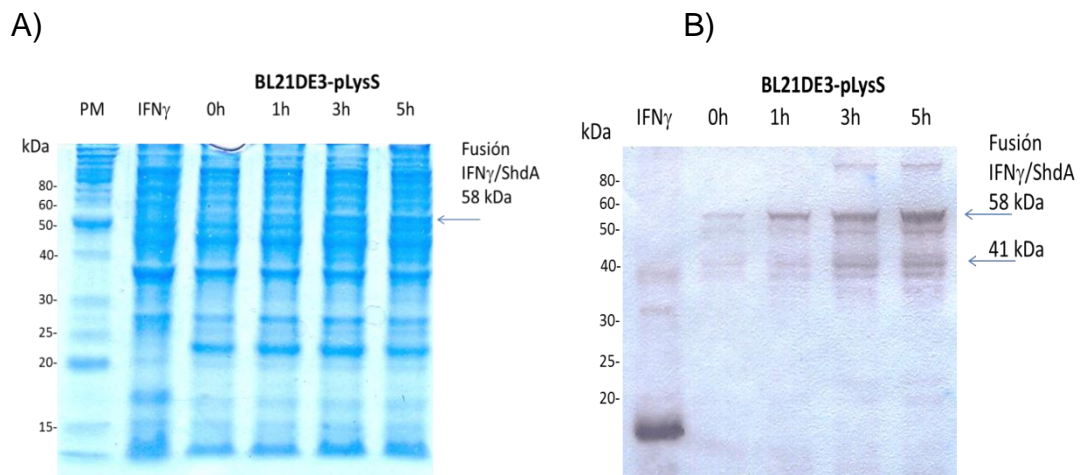 A)
BL21DE3-pLysS
PM IFNγ 0h 1h 3h 5h
kDa
80-
60-
50-
40-
30-
25-
20-
15-
Fusión
IFNγ/ShdA
58 kDa
B)
BL21DE3-pLysS
IFNγ 0h 1h 3h 5h
kDa
80-
60-
50-
40-
30-
25-
20-
Fusión
IFNγ/ShdA
58 kDa
41 kDa